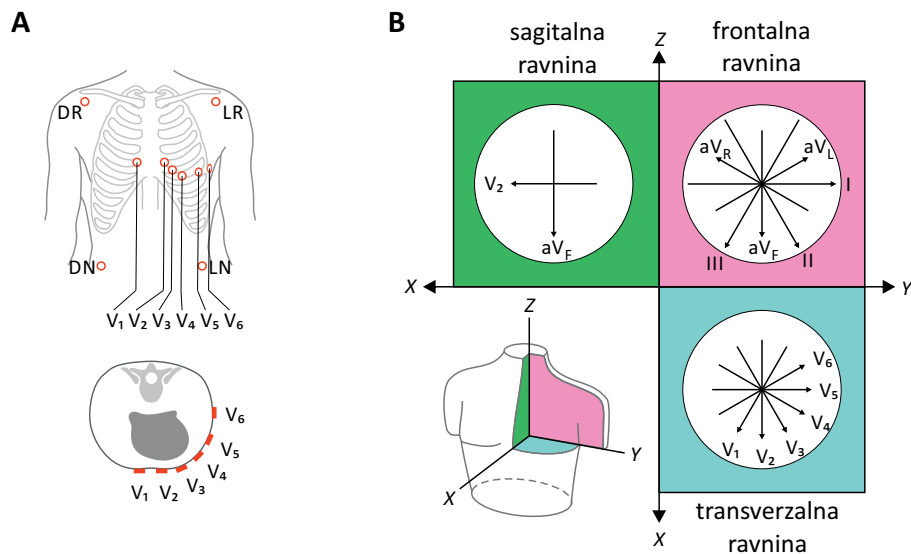 A
DR
LR
DN
LN
V1 V2 V3 V4 V5 V6
V6
V5
V4
V3
V1 V2
B
sagitalna
ravnina
Z
frontalna
ravnina
V2
aVF
aVR
aVL
I
III
aVF
II
X
Y
Z
Y
X
V6
V5
V4
V1
V2
V3
X
transverzalna
ravnina